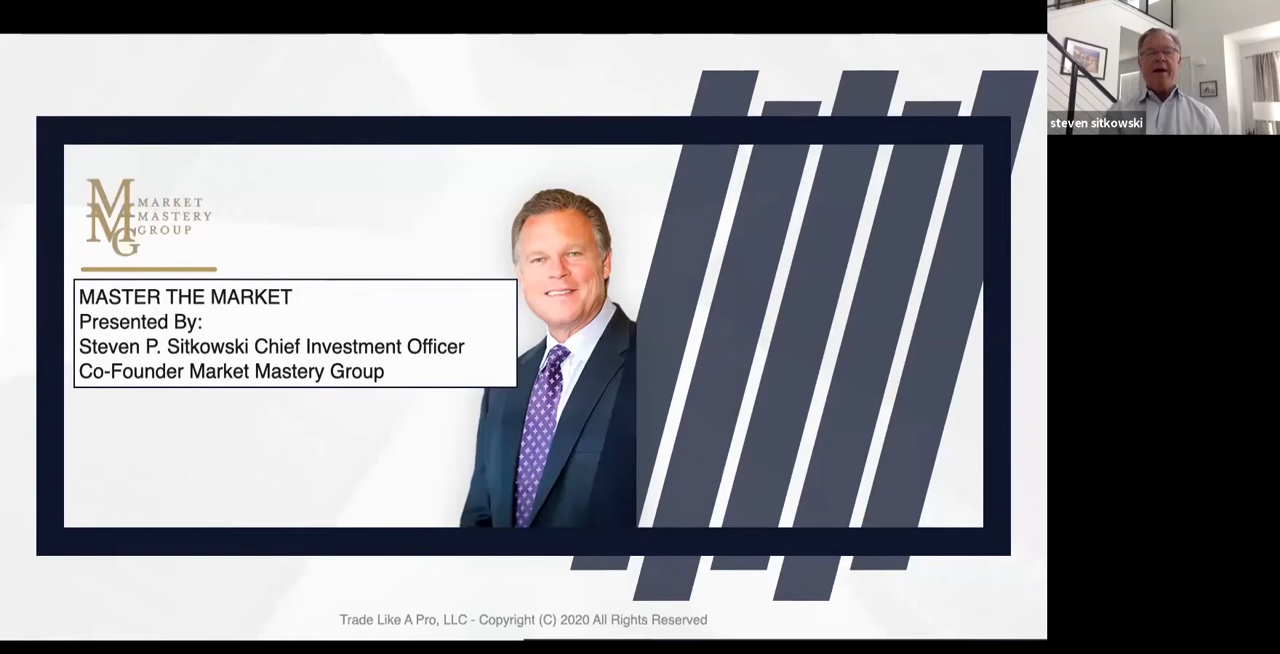 MMG
MARKET
MASTERY
GROUP
MASTER THE MARKET
Presented By:
Steven P. Sitkowski Chief Investment Officer
Co-Founder Market Mastery Group
Trade Like A Pro, LLC - Copyright (C) 2020 All Rights Reserved
steven sitkowski